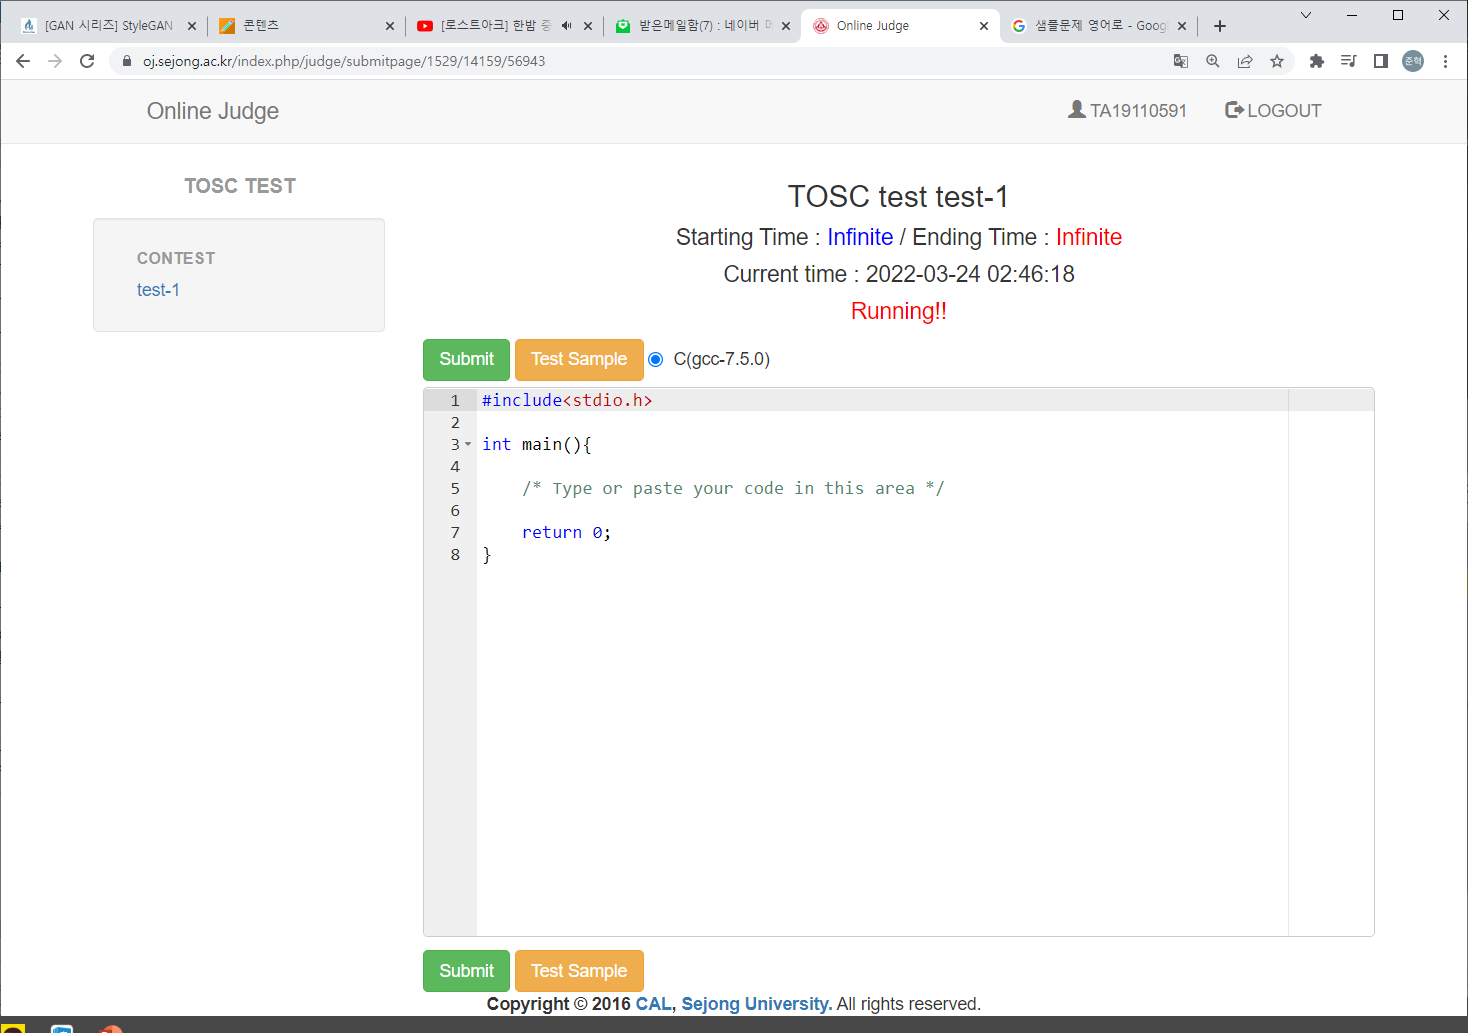 [GAN 시리즈] StyleGAN
콘텐츠
[로스트아크] 한밤 중
받은메일함(7) : 네이버 메
Online Judge
샘플문제 영어로 - Goog
oj.sejong.ac.kr/index.php/judge/submitpage/1529/14159/56943
준혁
Online Judge
TA19110591
LOGOUT
TOSC TEST
CONTEST
test-1
TOSC test test-1
Starting Time : Infinite / Ending Time : Infinite
Current time : 2022-03-24 02:46:18
Running!!
Submit
Test Sample
C(gcc-7.5.0)
1 #include<stdio.h>
2
3 int main(){
4
5 /* Type or paste your code in this area */
6
7 return 0;
8 }
Submit
Test Sample
Copyright © 2016 CAL, Sejong University. All rights reserved.